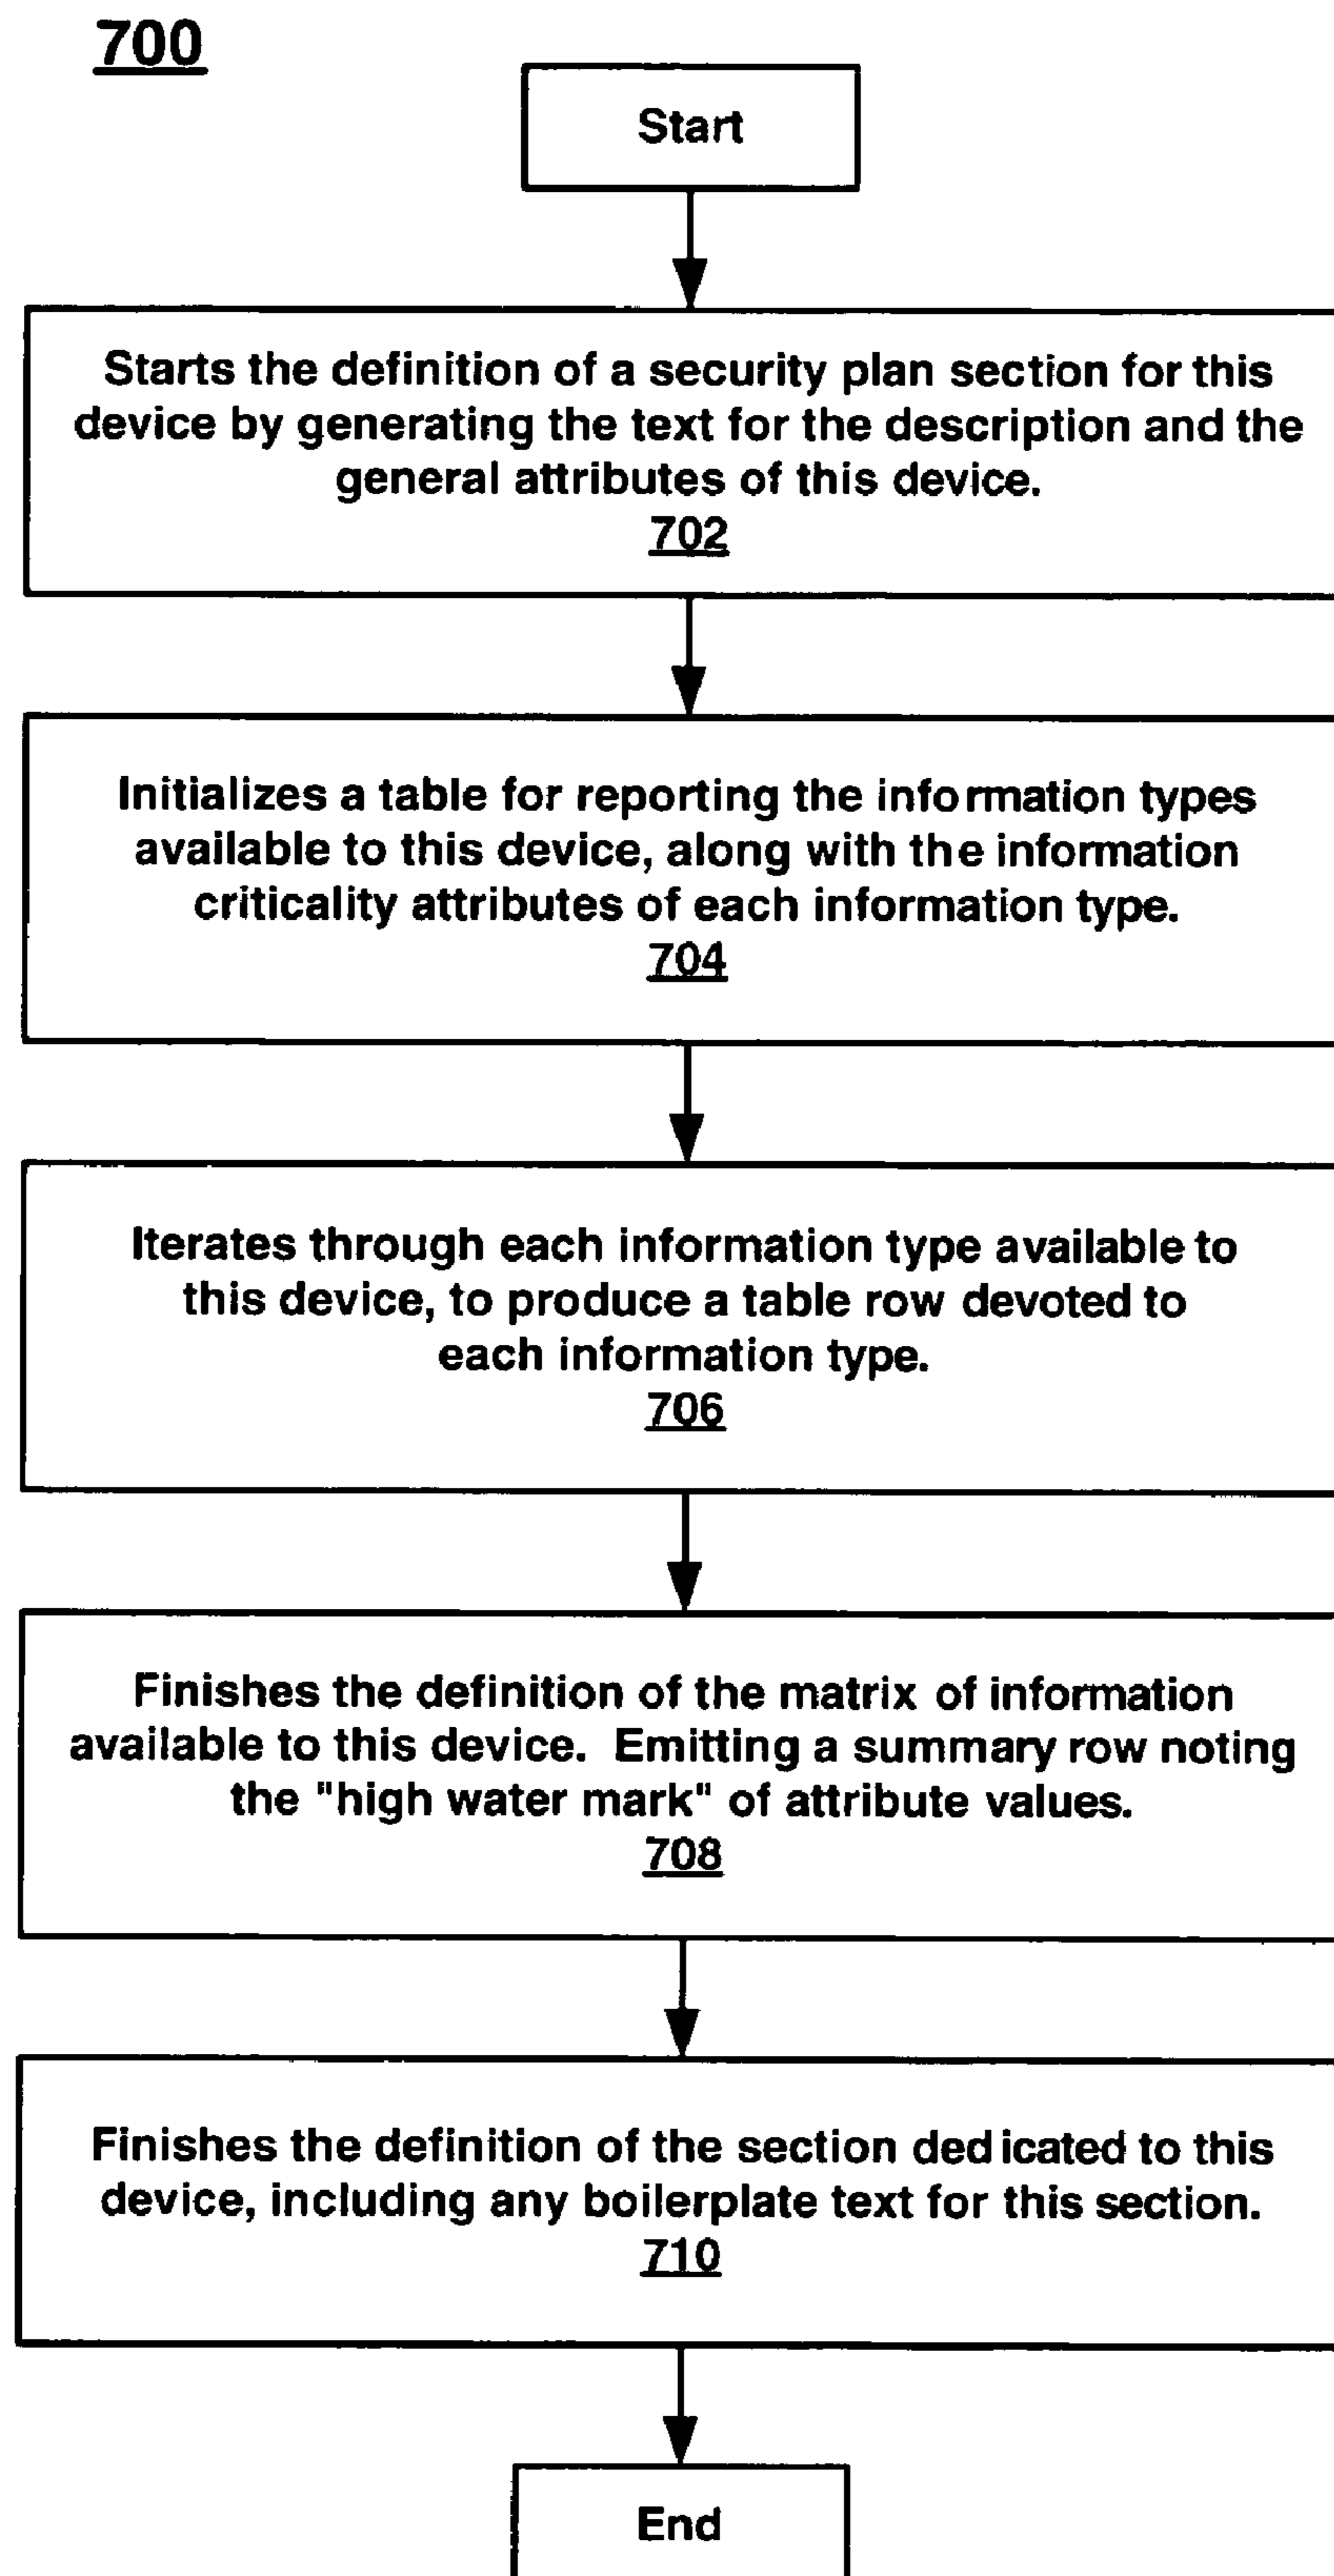 700
Start
Starts the definition of a security plan section for this
device by generating the text for the description and the
general attributes of this device.
702
Initializes a table for reporting the information types
available to this device, along with the information
criticality attributes of each information type.
704
Iterates through each information type available to
this device, to produce a table row devoted to
each information type.
706
Finishes the definition of the matrix of information
available to this device. Emitting a summary row noting
the "high water mark" of attribute values.
708
Finishes the definition of the section dedicated to this
device, including any boilerplate text for this section.
710
End